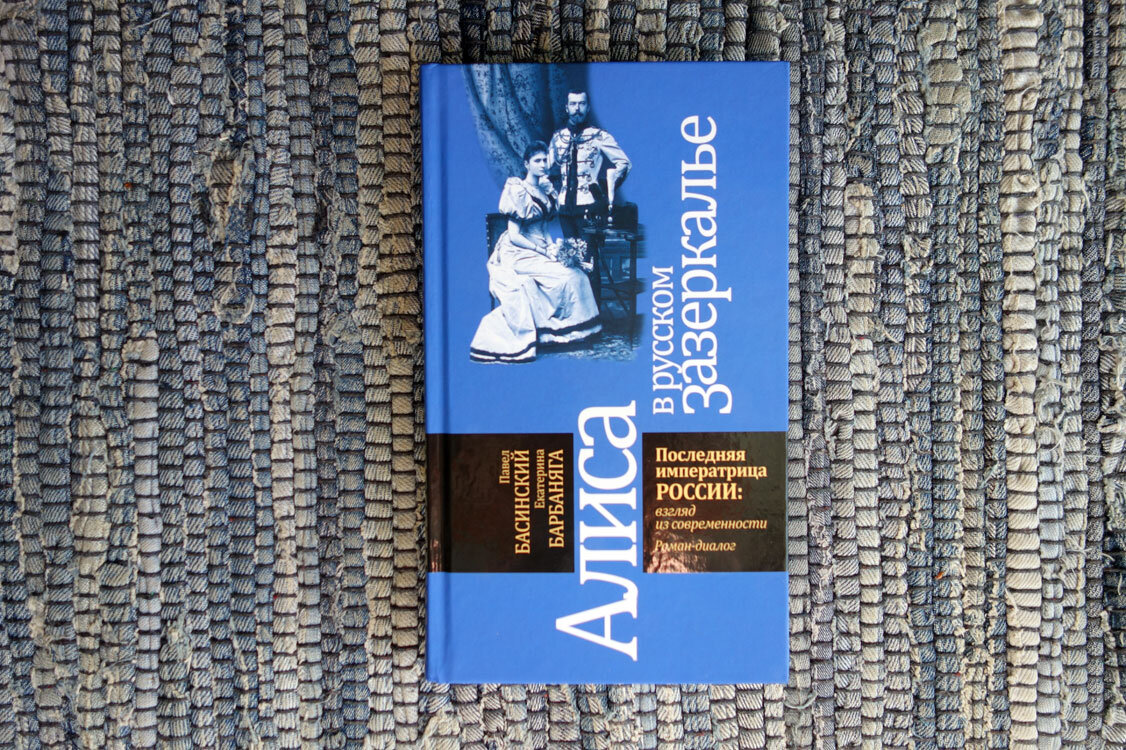 Павел
БАСИНСКИЙ
Екатерина
БАРБАНЯГА
Алиса
в русском
зазеркалье
Последняя
императрица
РОССИИ:
взгляд
из современности
Роман-диалог